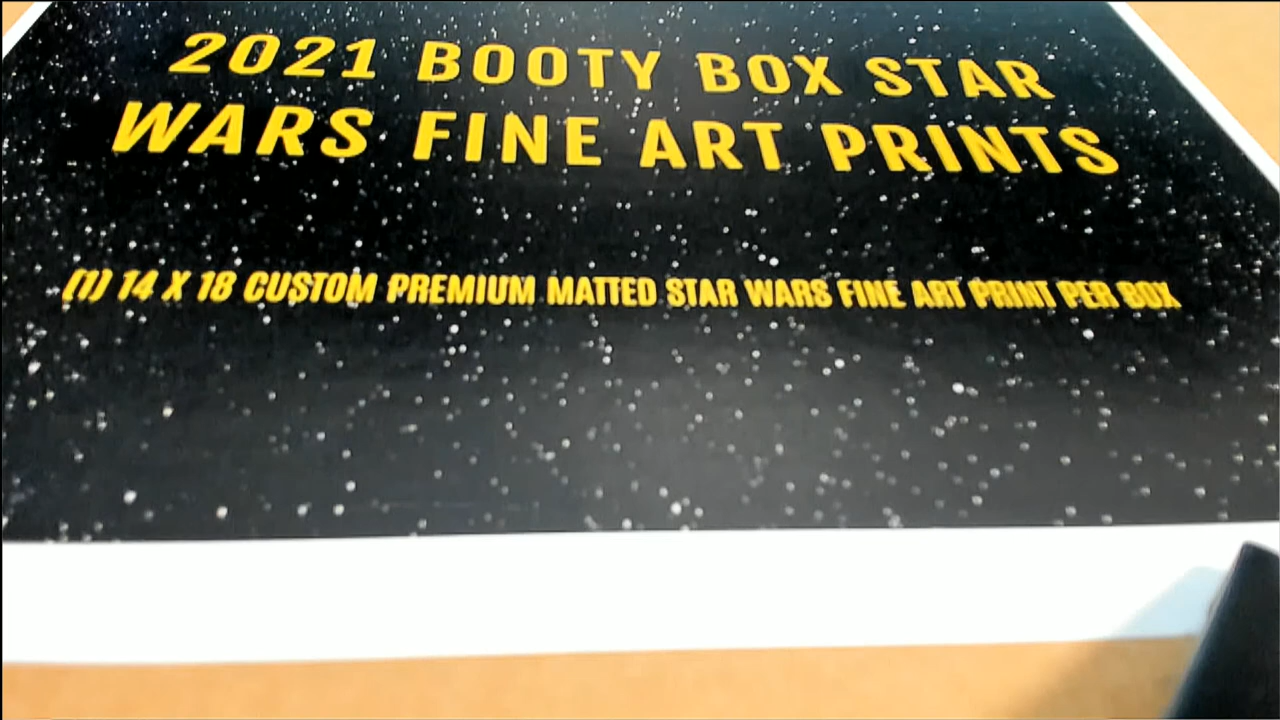 2021 BOOTY BOX STAR
WARS FINE ART PRINTS
(1) 14 X 18 CUSTOM PREMIUM MATTED STAR WARS FINE ART PRINT PER BOX